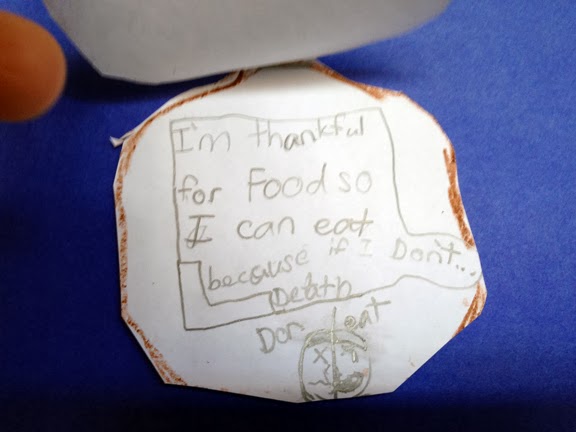 I'm thankful
for Food so
I can eat
because if I Don't...
Death
Don eat